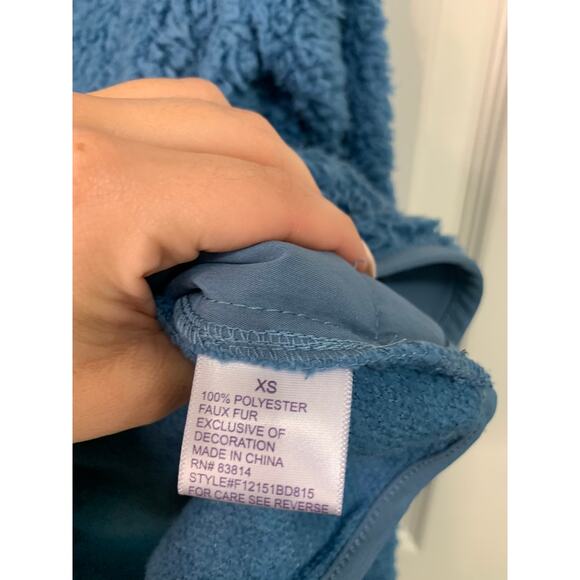 XS
100% POLYESTER
FAUX FUR
EXCLUSIVE OF
DECORATION
MADE IN CHINA
RN# 83814
STYLE#F12151BD815
FOR CARE SEE REVERSE